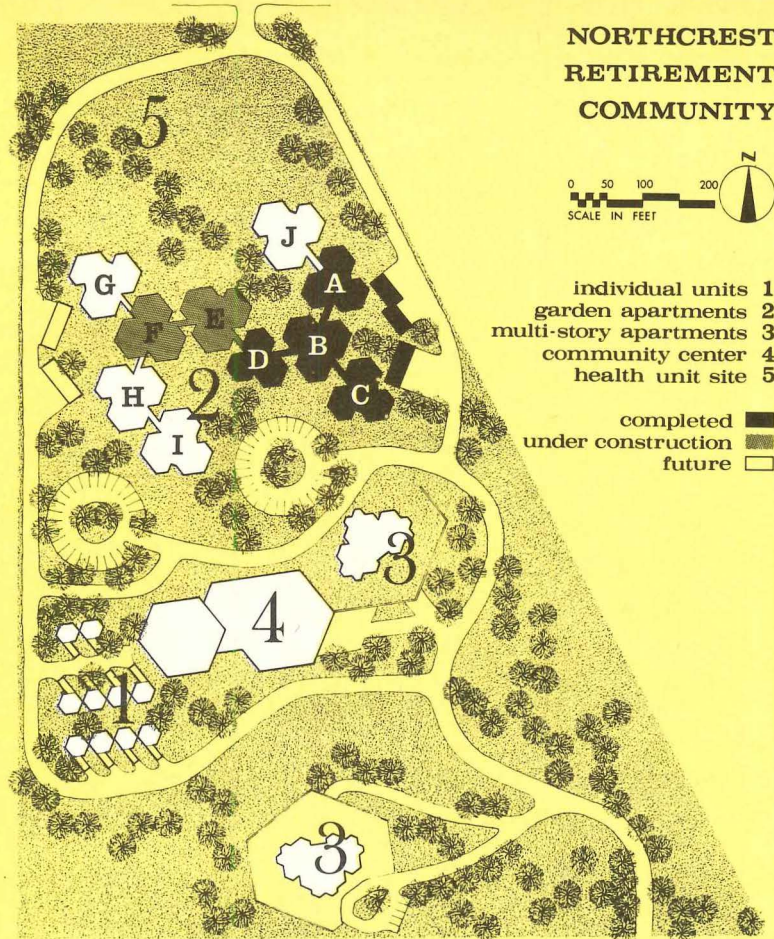 NORTHCREST
RETIREMENT
COMMUNITY
N
0 50 100 200
SCALE IN FEET
individual units 1
garden apartments 2
multi-story apartments 3
community center 4
health unit site 5
completed
under construction
future
5
J
G
A
F
E
B
D
C
H
2
I
3
4
1
3